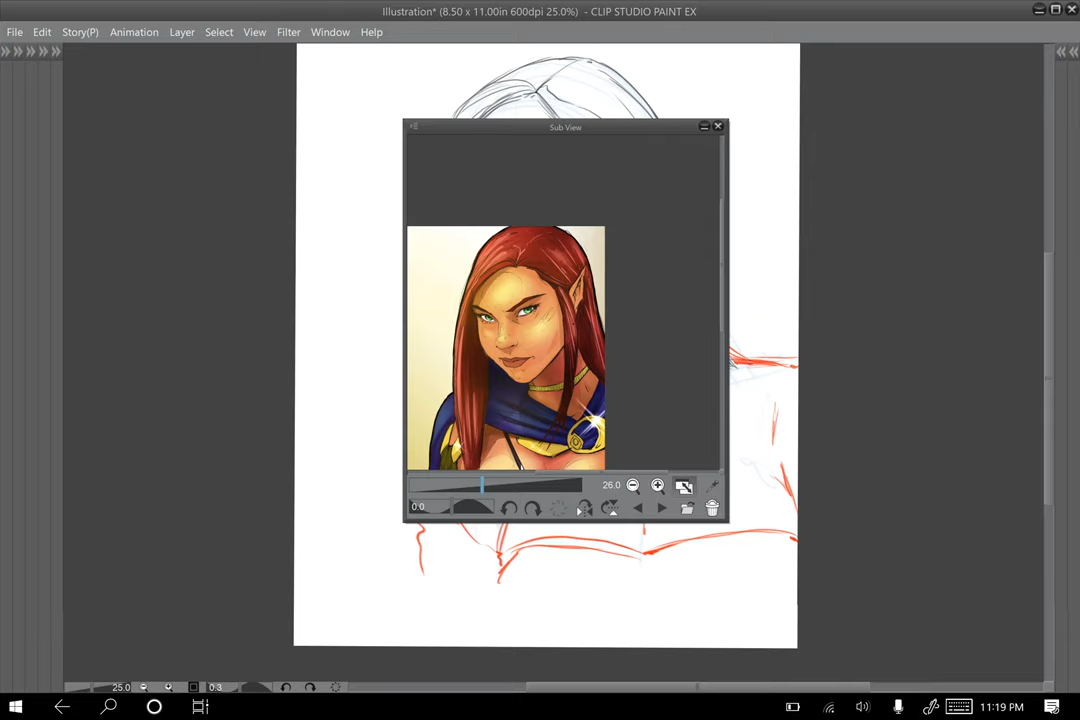 Illustration* (8.50 x 11.00in 600dpi 25.0%) - CLIP STUDIO PAINT EX
File Edit Story(P) Animation Layer Select View Filter Window Help
Sub View
26.0
0.0
25.0 0.3
11:19 PM